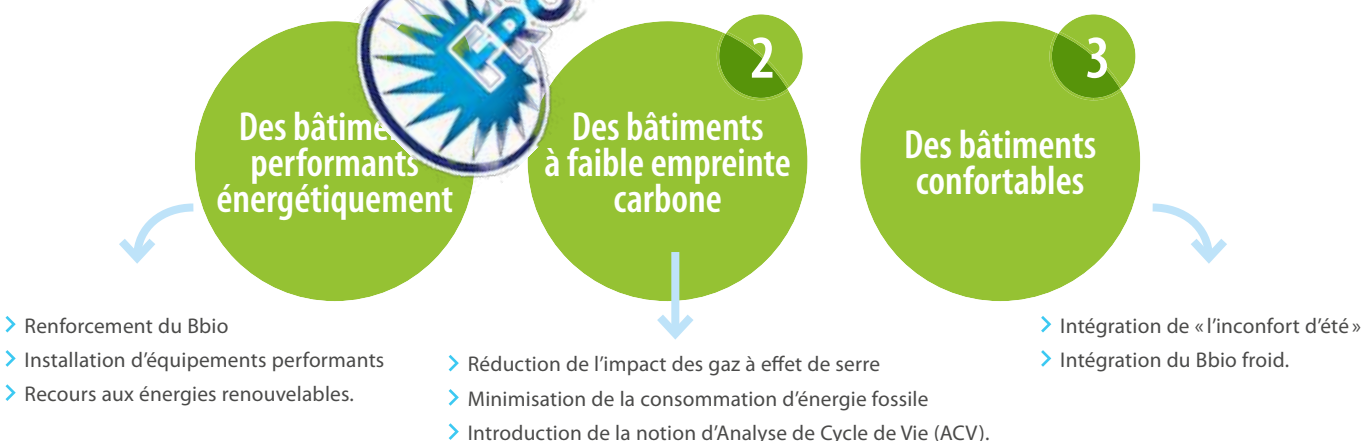 2
3
Des
performants
énergétiquement
Des bâtiments
à faible empreinte
carbone
Des bâtiments
confortables
> Renforcement du Bbio
> Installation d'équipements performants
> Recours aux énergies renouvelables.
> Réduction de l'impact des gaz à effet de serre
> Minimisation de la consommation d'énergie fossile
> Introduction de la notion d'Analyse de Cycle de Vie (ACV).
> Intégration de « l'inconfort d'été »
> Intégration du Bbio froid.